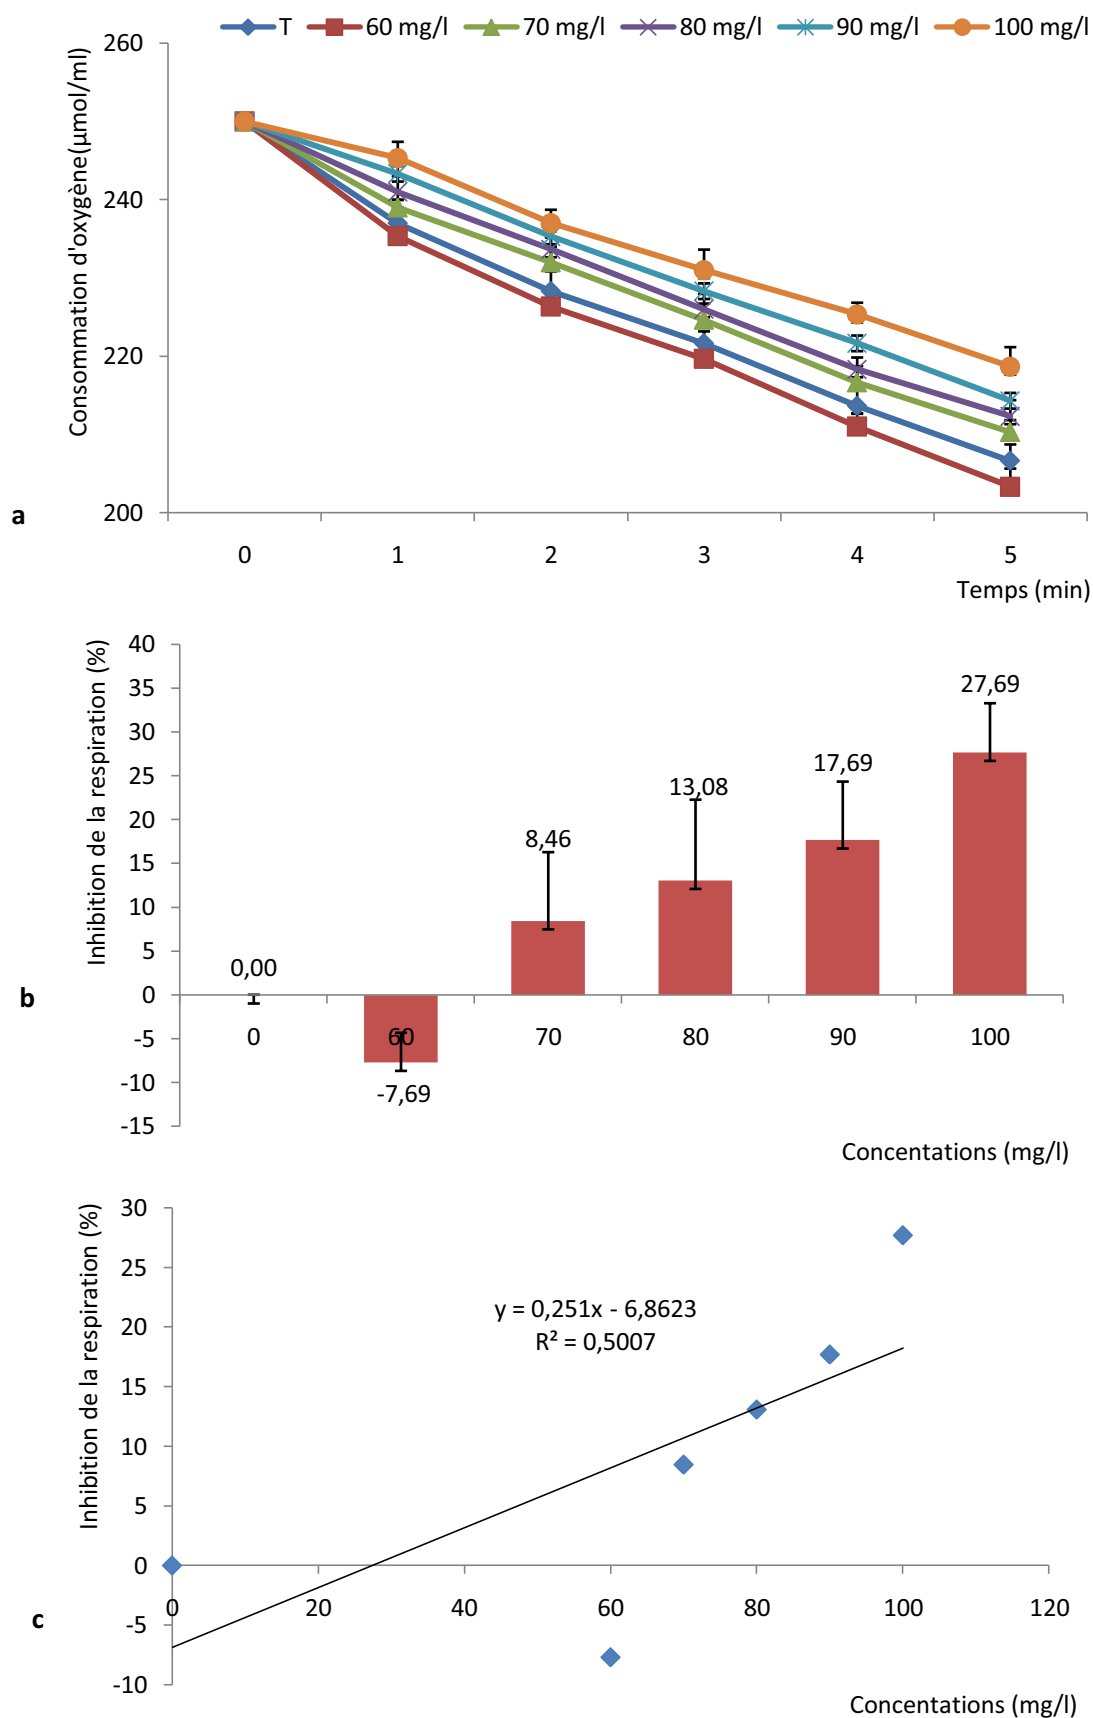 T 60 mg/l 70 mg/l 80 mg/l 90 mg/l 100 mg/l
260
240
220
200
Consommation d'oxygène(µmol/ml)
a
0 1 2 3 4 5
Temps (min)
40
35
30
25
20
15
10
5
0
-5
-10
-15
Inhibition de la respiration (%)
0,00
-7,69
8,46
13,08
17,69
27,69
b
0 60 70 80 90 100
Concentations (mg/l)
30
25
20
15
10
5
0
-5
-10
Inhibition de la respiration (%)
y = 0,251x - 6,8623
R² = 0,5007
c
0 20 40 60 80 100 120
Concentations (mg/l)